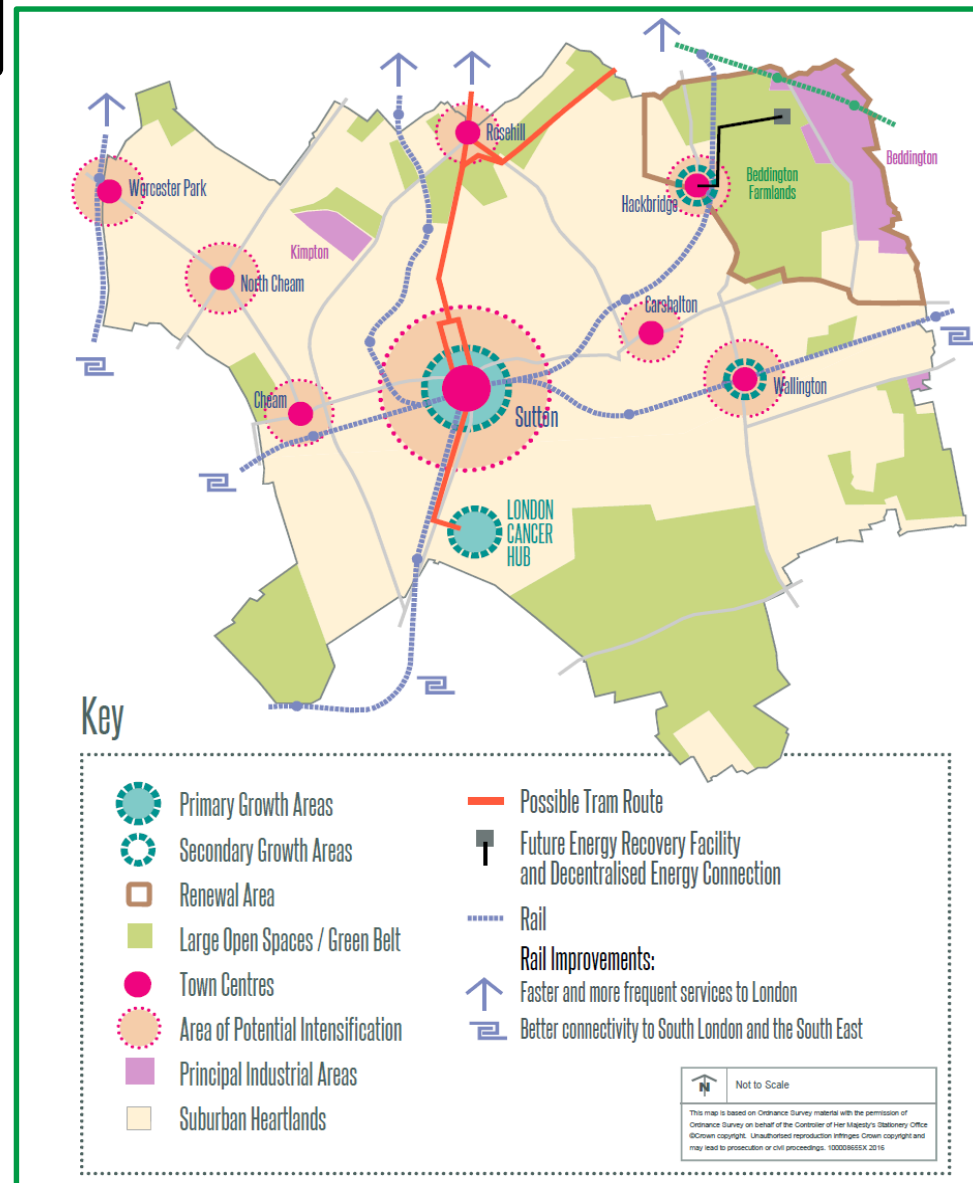 Rosehill
Worcester Park
Beddington
Beddington
Farmlands
Hackbridge
Kimpton
North Cheam
Carshalton
Wallington
Cheam
Sutton
LONDON
CANCER
HUB
Key
Primary Growth Areas
Secondary Growth Areas
Renewal Area
Large Open Spaces / Green Belt
Town Centres
Area of Potential Intensification
Principal Industrial Areas
Suburban Heartlands
Possible Tram Route
Future Energy Recovery Facility
and Decentralised Energy Connection
Rail
Rail Improvements:
Faster and more frequent services to London
Better connectivity to South London and the South East
N
Not to Scale
This map is based on Ordnance Survey material with the permission of
Ordnance Survey on behalf of the Controller of Her Majesty's Stationery Office
©Crown copyright. Unauthorised reproduction infringes Crown copyright and
may lead to prosecution or civil proceedings. 100008655X 2016